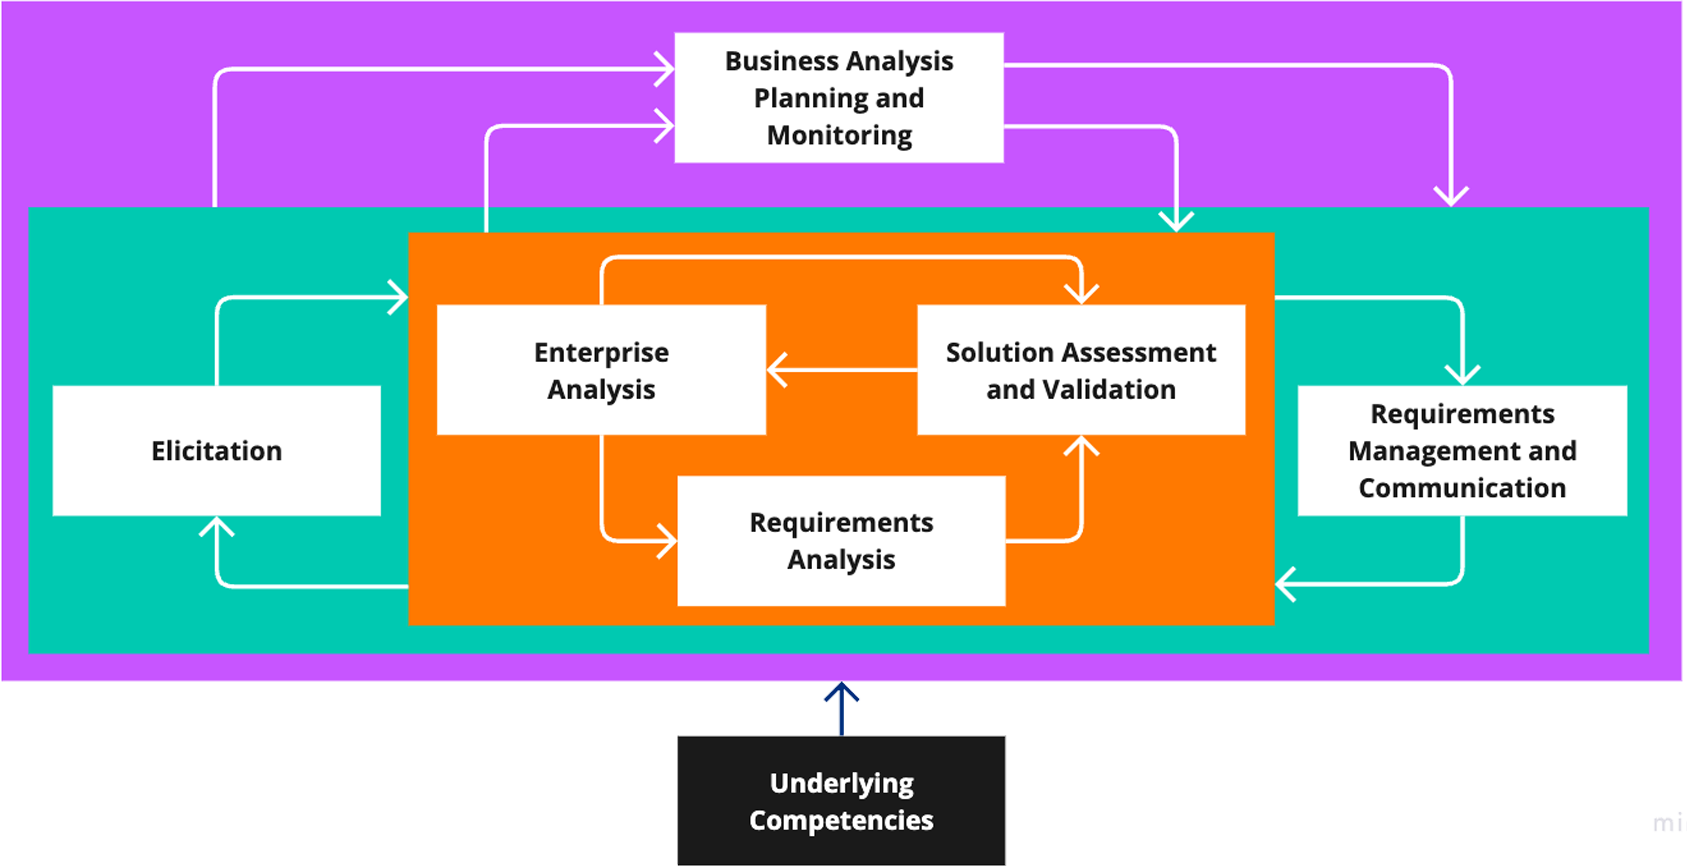 Business Analysis
Planning and
Monitoring
Enterprise
Analysis
Solution Assessment
and Validation
Elicitation
Requirements
Management and
Communication
Requirements
Analysis
Underlying
Competencies
mi